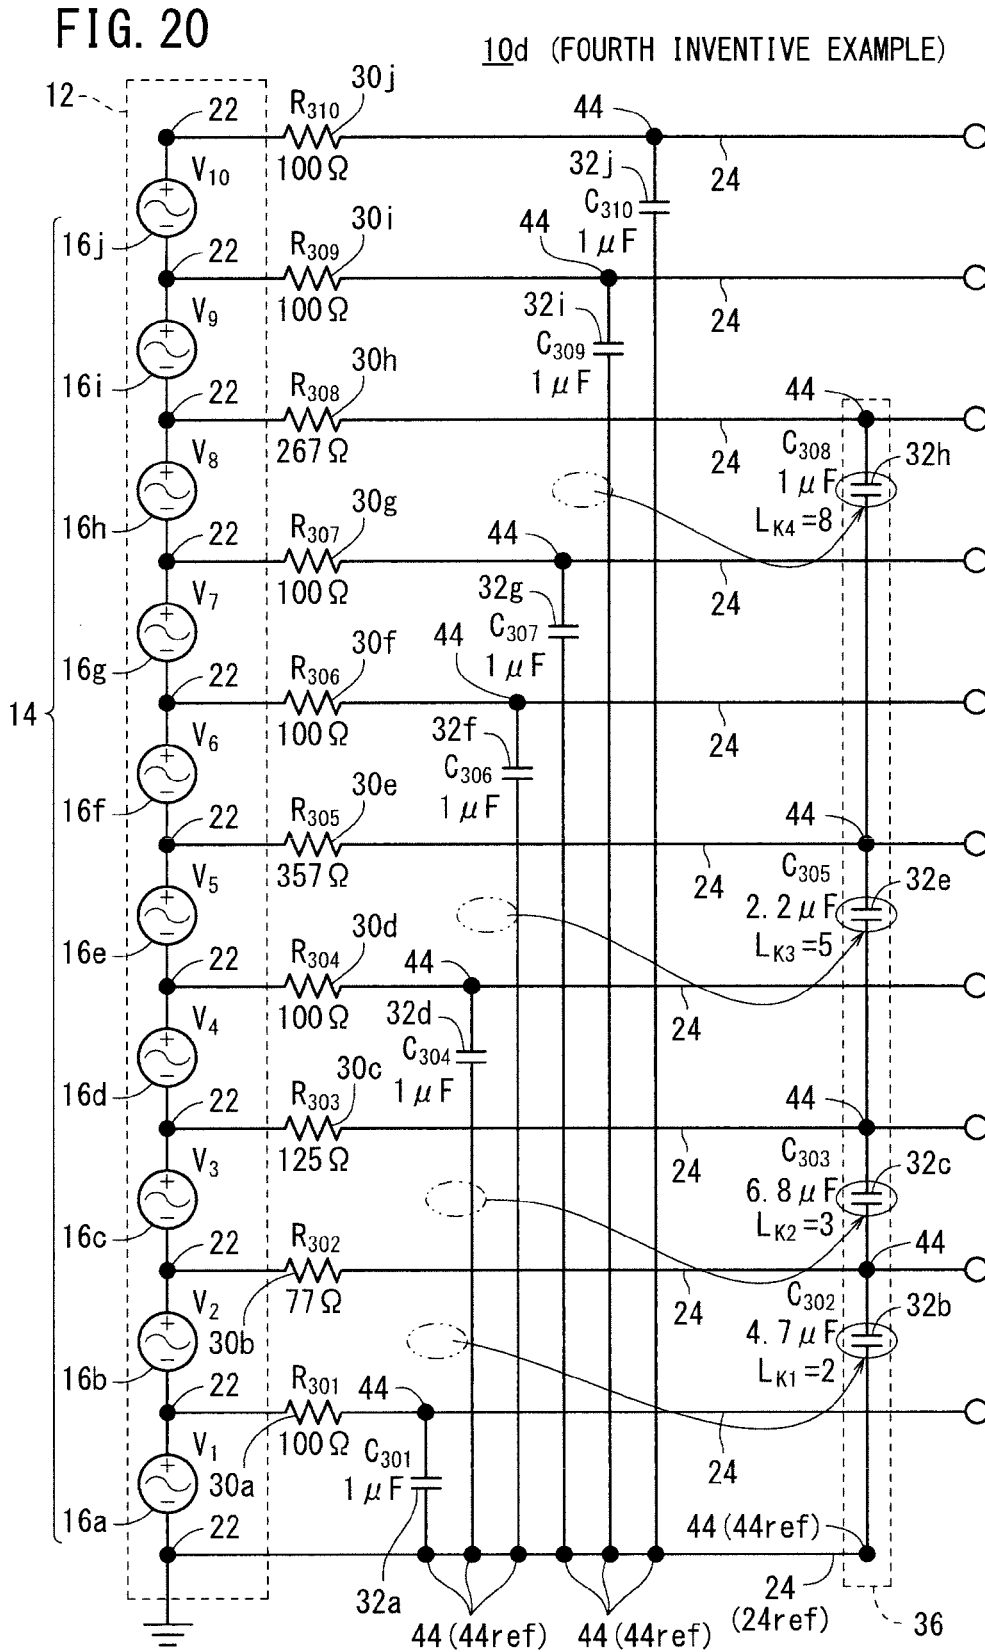 FIG. 20
10d (FOURTH INVENTIVE EXAMPLE)
12
22
R310
30j
44
100Ω
24
V10
32j
C310
1μF
16j
22
R309
30i
44
100Ω
24
V9
32i
C309
1μF
16i
22
R308
30h
44
267Ω
24
V8
C308
1μF
32h
LK4=8
16h
22
R307
30g
44
100Ω
24
V7
32g
C307
1μF
16g
22
R306
30f
44
100Ω
24
14
V6
32f
C306
1μF
16f
22
R305
30e
44
357Ω
24
V5
C305
2.2μF
32e
LK3=5
16e
22
R304
30d
44
100Ω
24
V4
32d
C304
1μF
16d
22
R303
30c
44
125Ω
24
V3
C303
6.8μF
32c
LK2=3
16c
22
R302
44
77Ω
24
V2
30b
C302
4.7μF
32b
LK1=2
16b
22
R301
44
100Ω
24
V1
30a
C301
1μF
16a
22
32a
44(44ref)
44(44ref)
44(44ref)
24
(24ref)
36